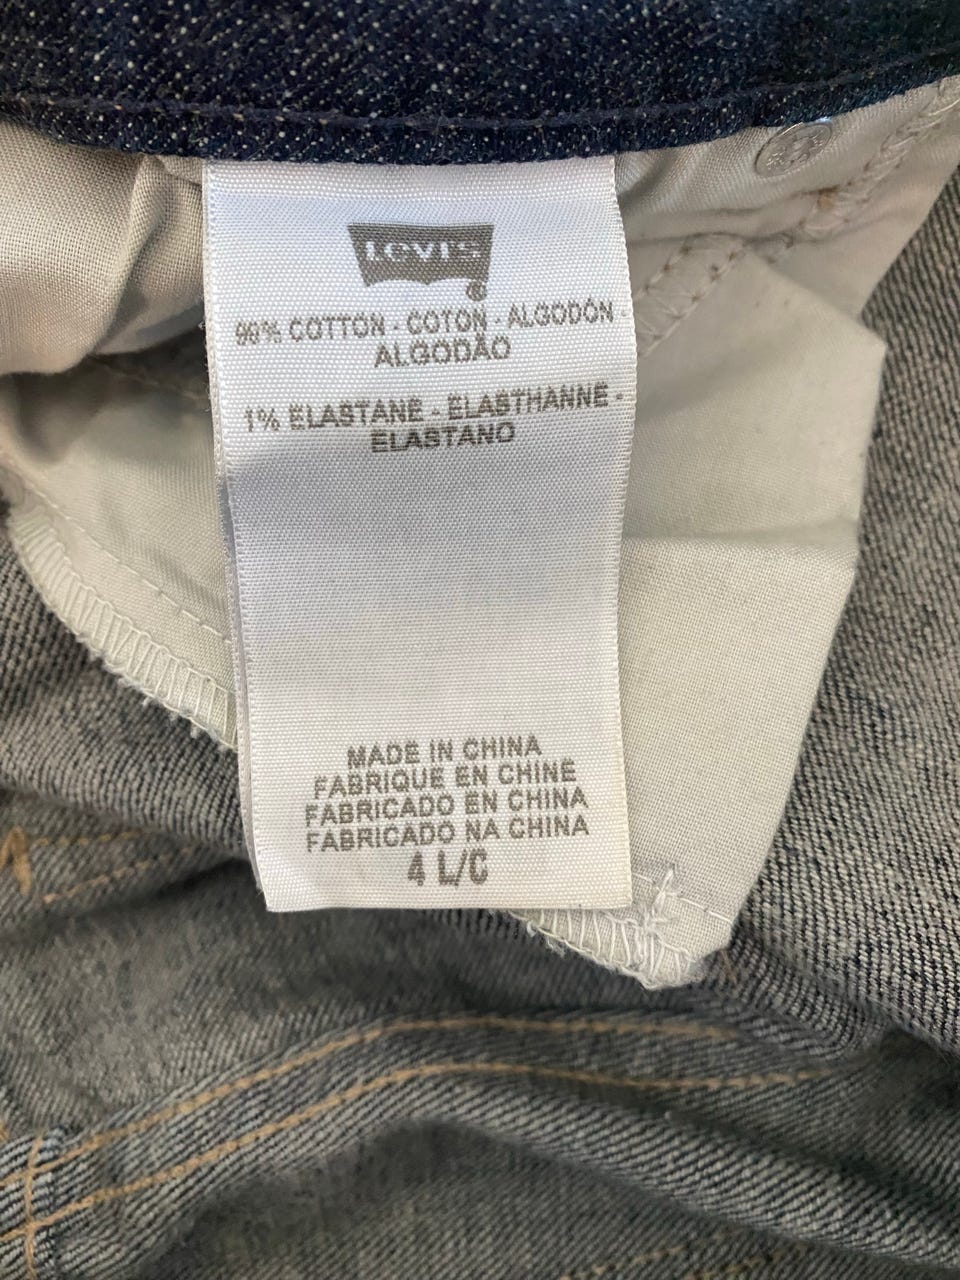 Levi's
99% COTTON - COTON - ALGODÓN -
ALGODÃO
1% ELASTANE - ELASTHANNE -
ELASTANO
MADE IN CHINA
FABRIQUE EN CHINE
FABRICADO EN CHINA
FABRICADO NA CHINA
4 L/C